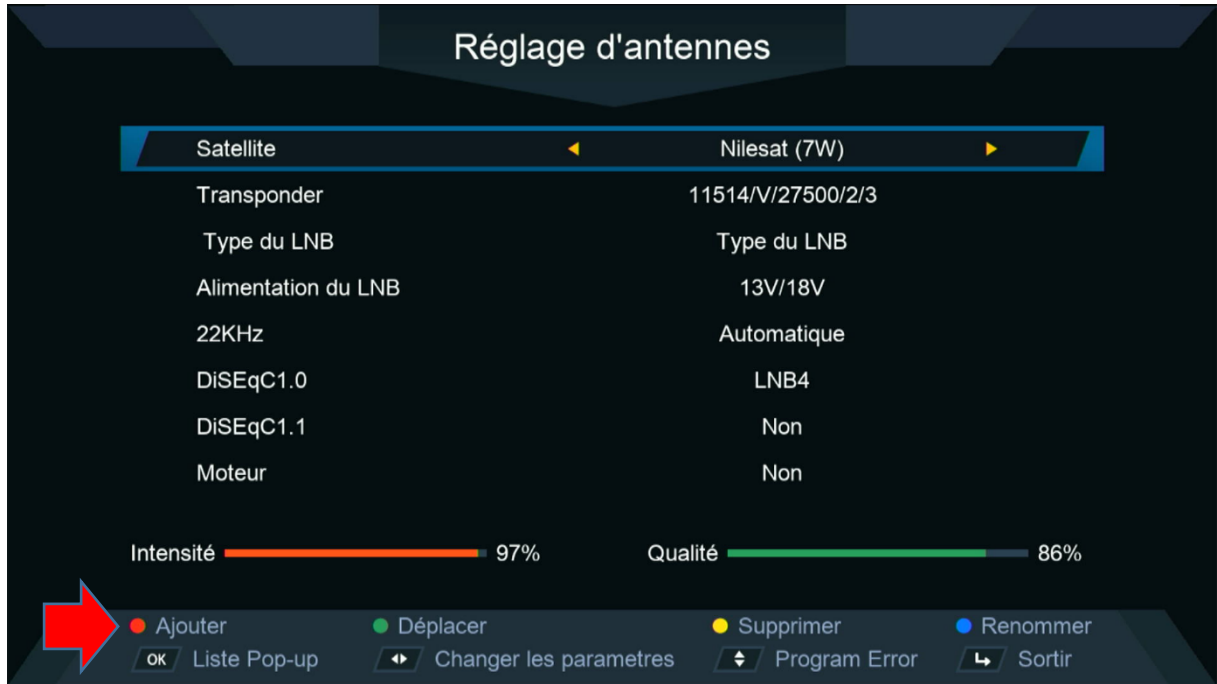 Réglage d'antennes
Satellite Nilesat (7W)
Transponder 11514/V/27500/2/3
Type du LNB Type du LNB
Alimentation du LNB 13V/18V
22KHz Automatique
DiSEqC1.0 LNB4
DiSEqC1.1 Non
Moteur Non
Intensité 97% Qualité 86%
Ajouter Déplacer Supprimer Renommer
OK Liste Pop-up Changer les parametres Program Error Sortir